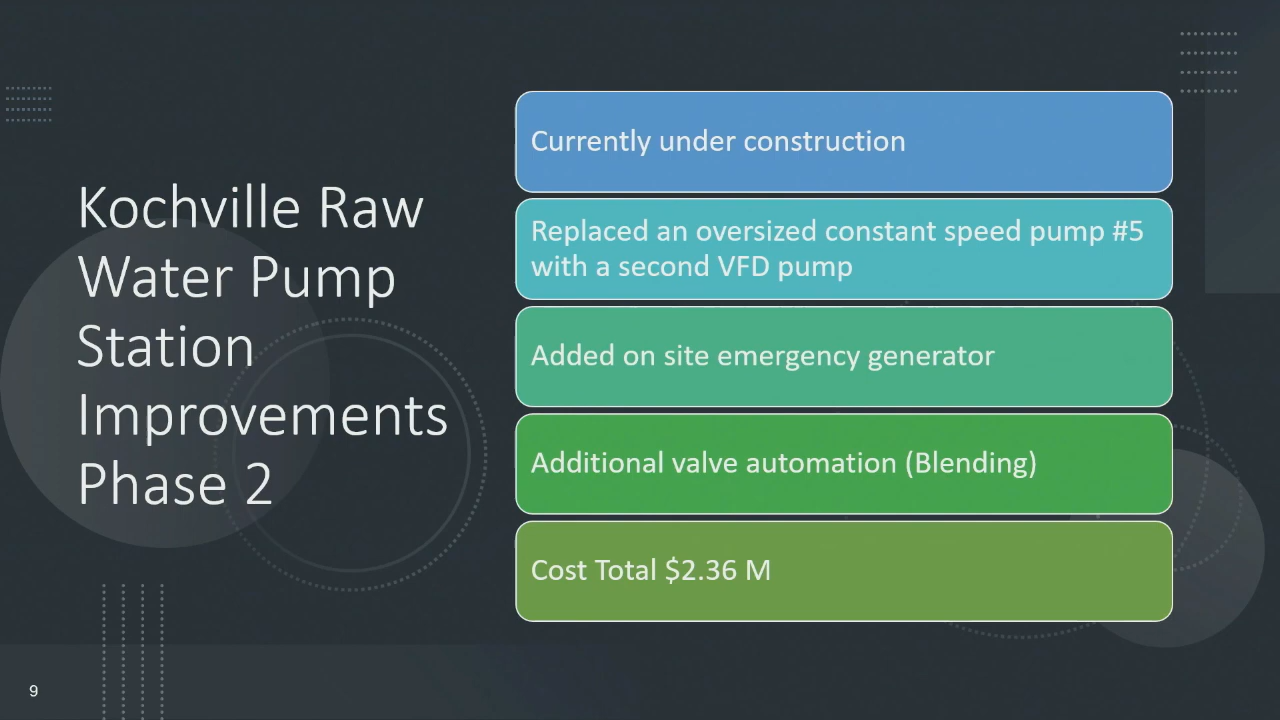 Kochville Raw
Water Pump
Station
Improvements
Phase 2
Currently under construction
Replaced an oversized constant speed pump #5
with a second VFD pump
Added on site emergency generator
Additional valve automation (Blending)
Cost Total $2.36 M
9